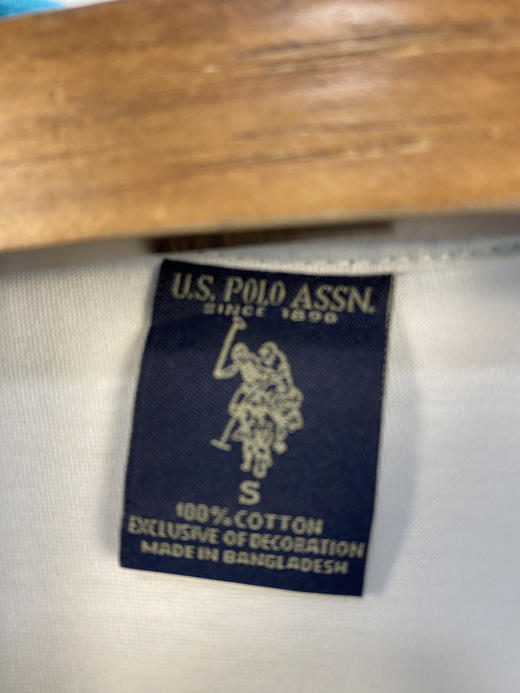 U.S. POLO ASSN.
SINCE 1890
S
100% COTTON
EXCLUSIVE OF DECORATION
MADE IN BANGLADESH